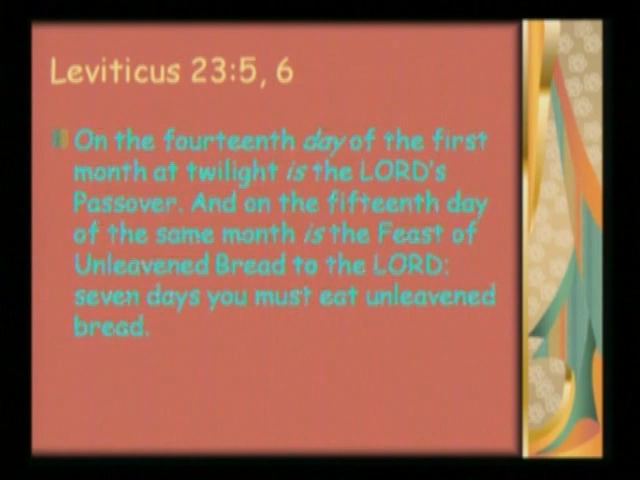 Leviticus 23:5, 6
On the fourteenth day of the first
month at twilight is the LORD's
Passover. And on the fifteenth day
of the same month is the Feast of
Unleavened Bread to the LORD:
seven days you must eat unleavened
bread.